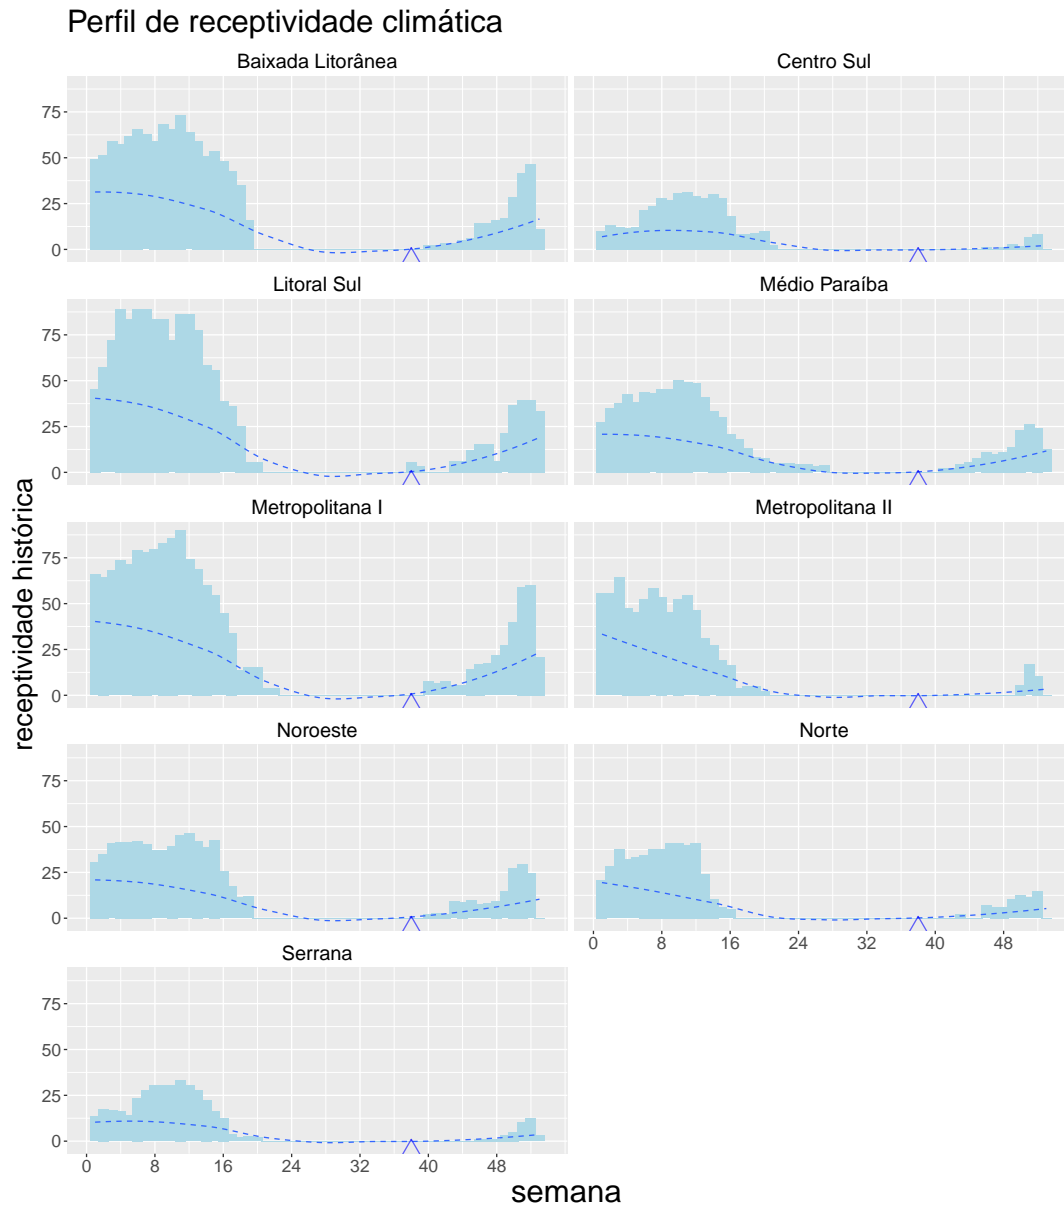 Perfil de receptividade climática
Baixada Litorânea
Centro Sul
75
50
25
0
Litoral Sul
Médio Paraíba
75
50
25
0
Metropolitana I
Metropolitana II
75
50
25
0
Noroeste
Norte
75
50
25
0
0 8 16 24 32 40 48
Serrana
75
50
25
0
0 8 16 24 32 40 48
semana
receptividade histórica